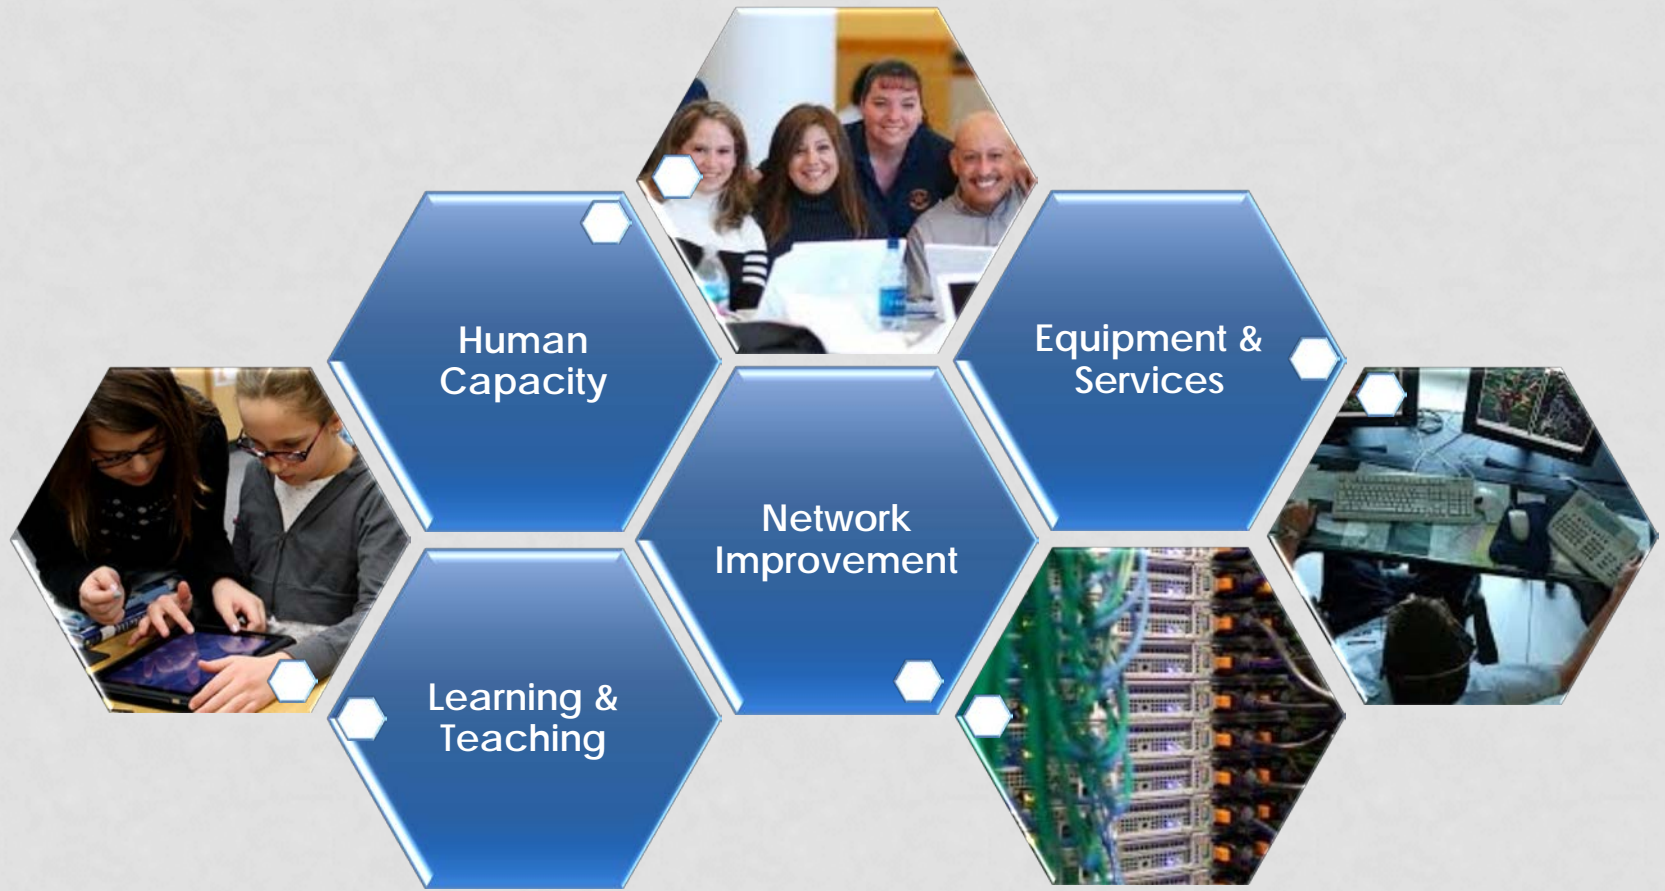 Human
Capacity
Equipment &
Services
Network
Improvement
Learning &
Teaching